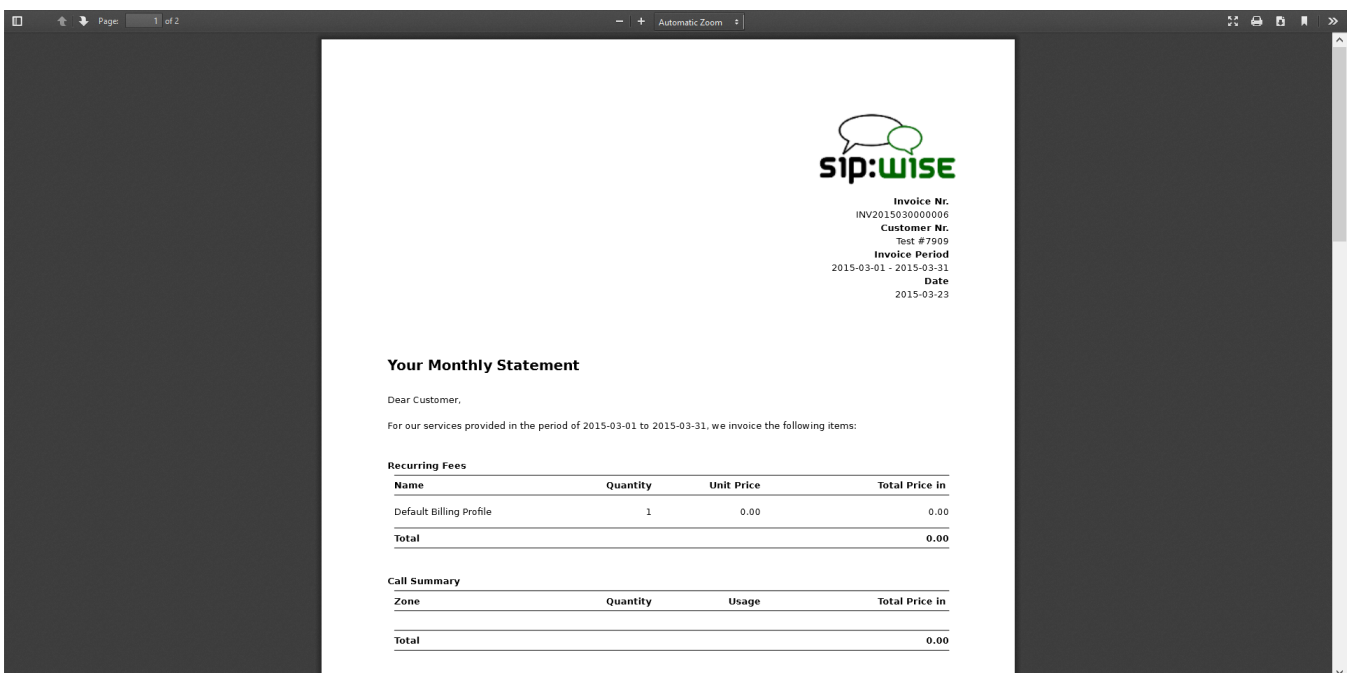 Page: 1 of 2
Automatic Zoom
sip:wise
Invoice Nr.
INV2015030000006
Customer Nr.
Test #7909
Invoice Period
2015-03-01 - 2015-03-31
Date
2015-03-23
Your Monthly Statement
Dear Customer,
For our services provided in the period of 2015-03-01 to 2015-03-31, we invoice the following items:
Recurring Fees
Name Quantity Unit Price Total Price in
Default Billing Profile 1 0.00 0.00
Total 0.00
Call Summary
Zone Quantity Usage Total Price in
Total 0.00